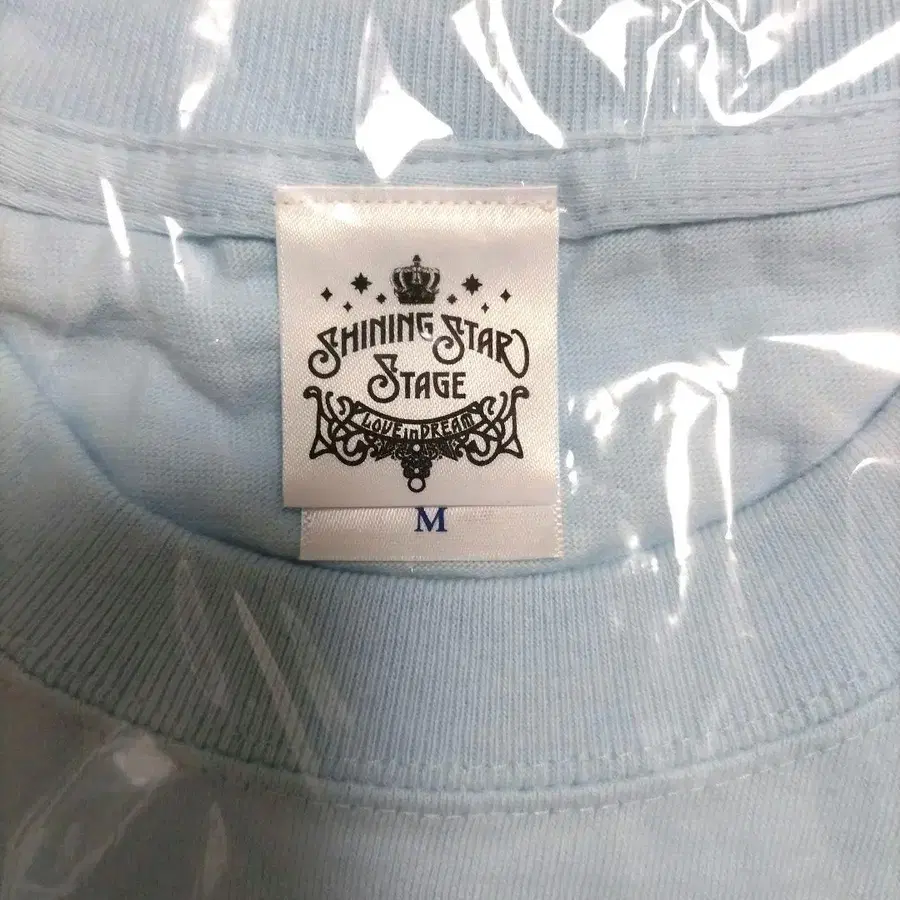 SHINING STAR
STAGE
LOVE in DREAM
M